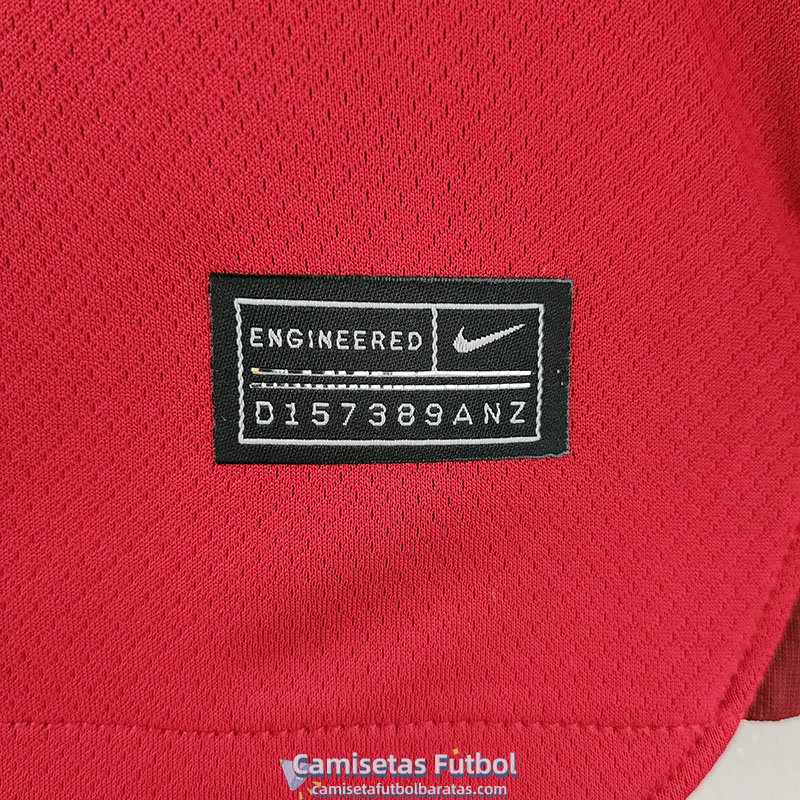 ENGINEERED
D157389ANZ
Camisetas Futbol
camisetafutbolbaratas.com